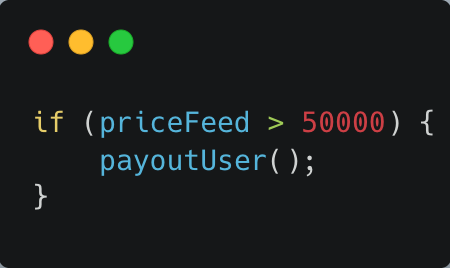 if (priceFeed > 50000) {
    payoutUser();
}